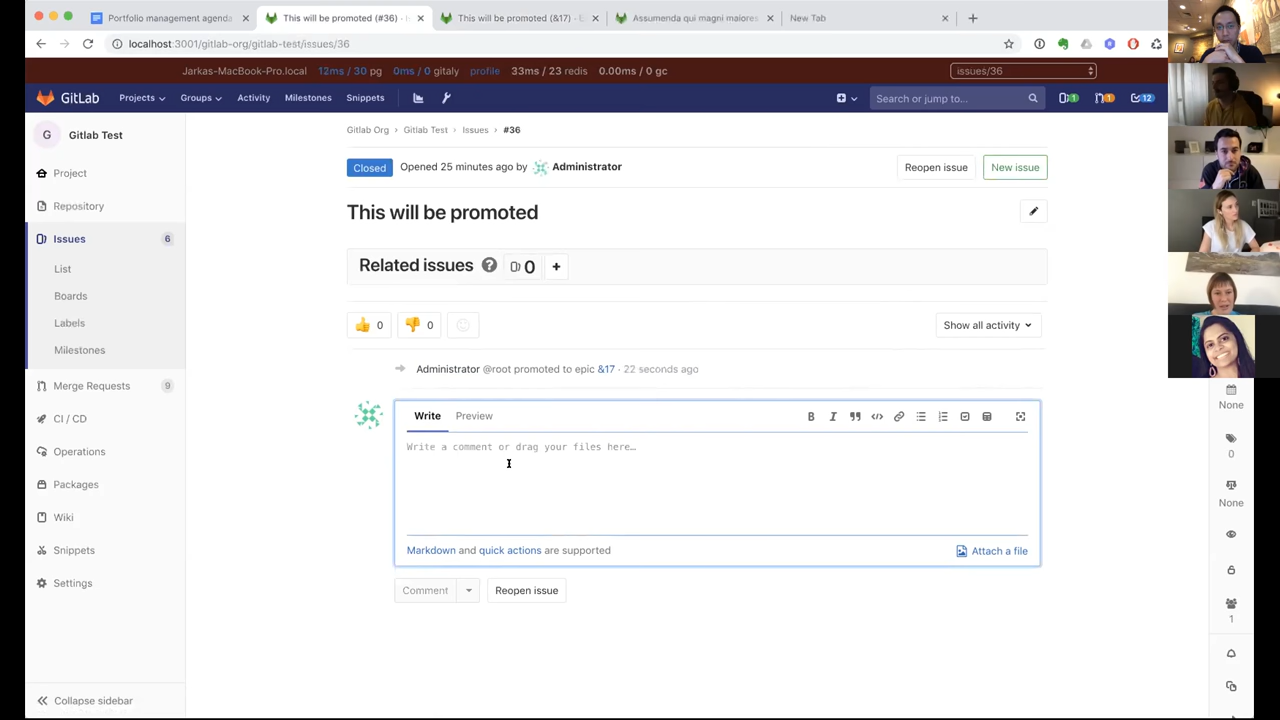 Portfolio management agenda
This will be promoted (#36) · 
This will be promoted (&17) · E
Assumenda qui magni maiores
New Tab
localhost:3001/gitlab-org/gitlab-test/issues/36
Jarkas-MacBook-Pro.local 12ms / 30 pg 0ms / 0 gitaly profile 33ms / 23 redis 0.00ms / 0 gc issues/36
GitLab Projects Groups Activity Milestones Snippets Search or jump to... 1 1 12
G Gitlab Test
Project
Repository
Issues 6
List
Boards
Labels
Milestones
Merge Requests 9
CI / CD
Operations
Packages
Wiki
Snippets
Settings
Collapse sidebar
Gitlab Org > Gitlab Test > Issues > #36
Closed Opened 25 minutes ago by Administrator Reopen issue New issue
This will be promoted
Related issues ? 0 +
👍 0 👎 0 Show all activity
Administrator @root promoted to epic &17 · 22 seconds ago
Write Preview B I
Write a comment or drag your files here…
Markdown and quick actions are supported Attach a file
Comment Reopen issue
None
0
None
1